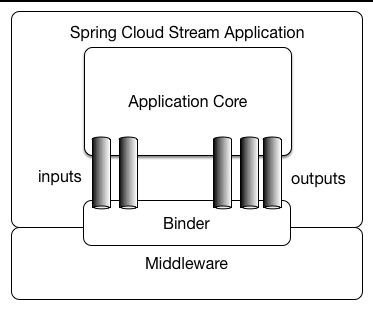 Spring Cloud Stream Application
Application Core
inputs
outputs
Binder
Middleware